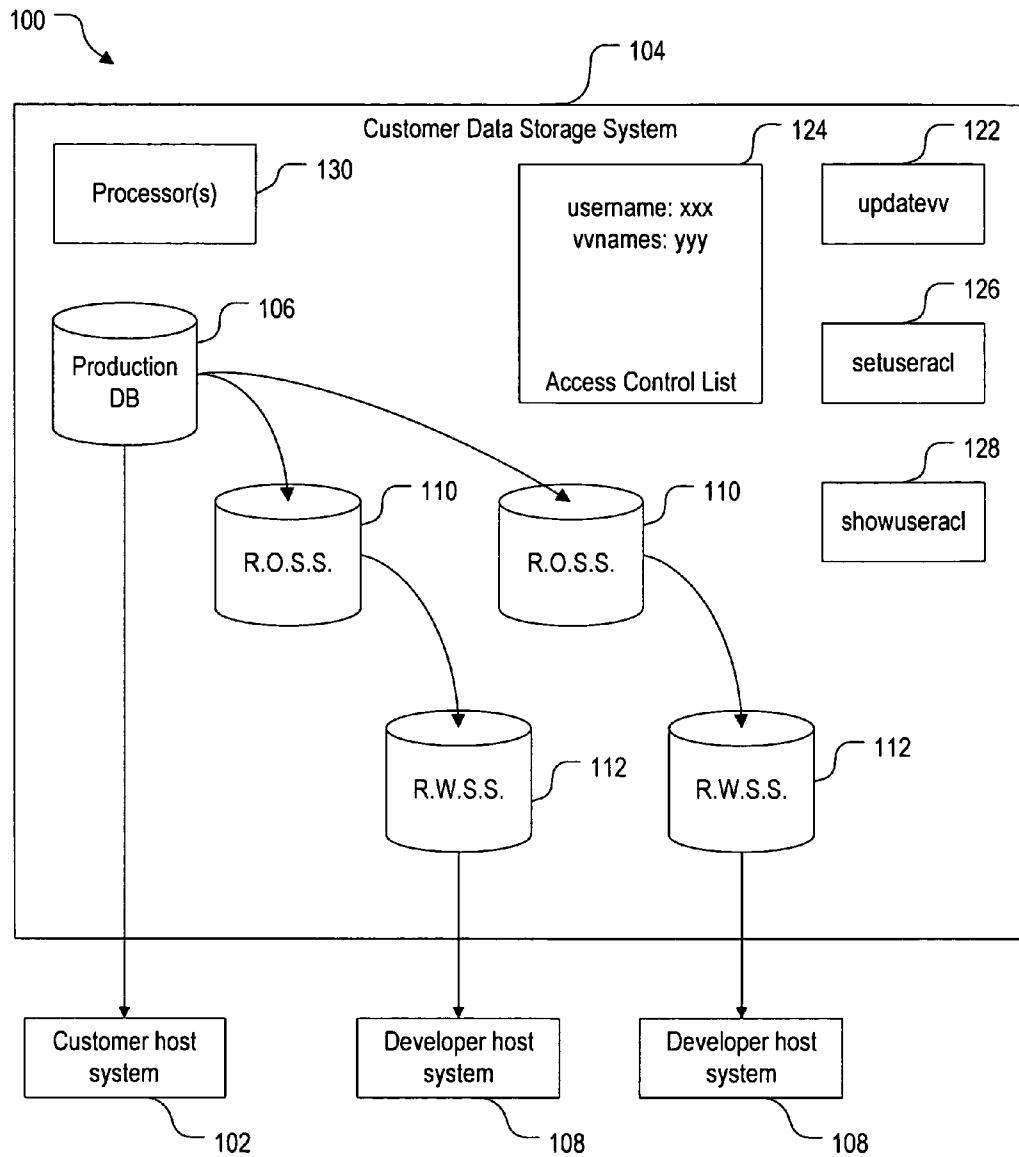 100
104
Customer Data Storage System
124
122
Processor(s)
130
username: xxx
vvnames: yyy
Access Control List
updatevv
126
setuseracl
106
Production
DB
128
showuseracl
110
R.O.S.S.
110
R.O.S.S.
112
R.W.S.S.
112
R.W.S.S.
Customer host
system
Developer host
system
Developer host
system
102
108
108